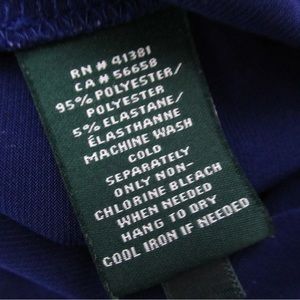 RN # 41381
CA # 56658
95% POLYESTER/
POLYESTER
5% ELASTANE/
ÉLASTHANNE
MACHINE WASH
COLD
SEPARATELY
ONLY NON-
CHLORINE BLEACH
WHEN NEEDED
HANG TO DRY
COOL IRON IF NEEDED